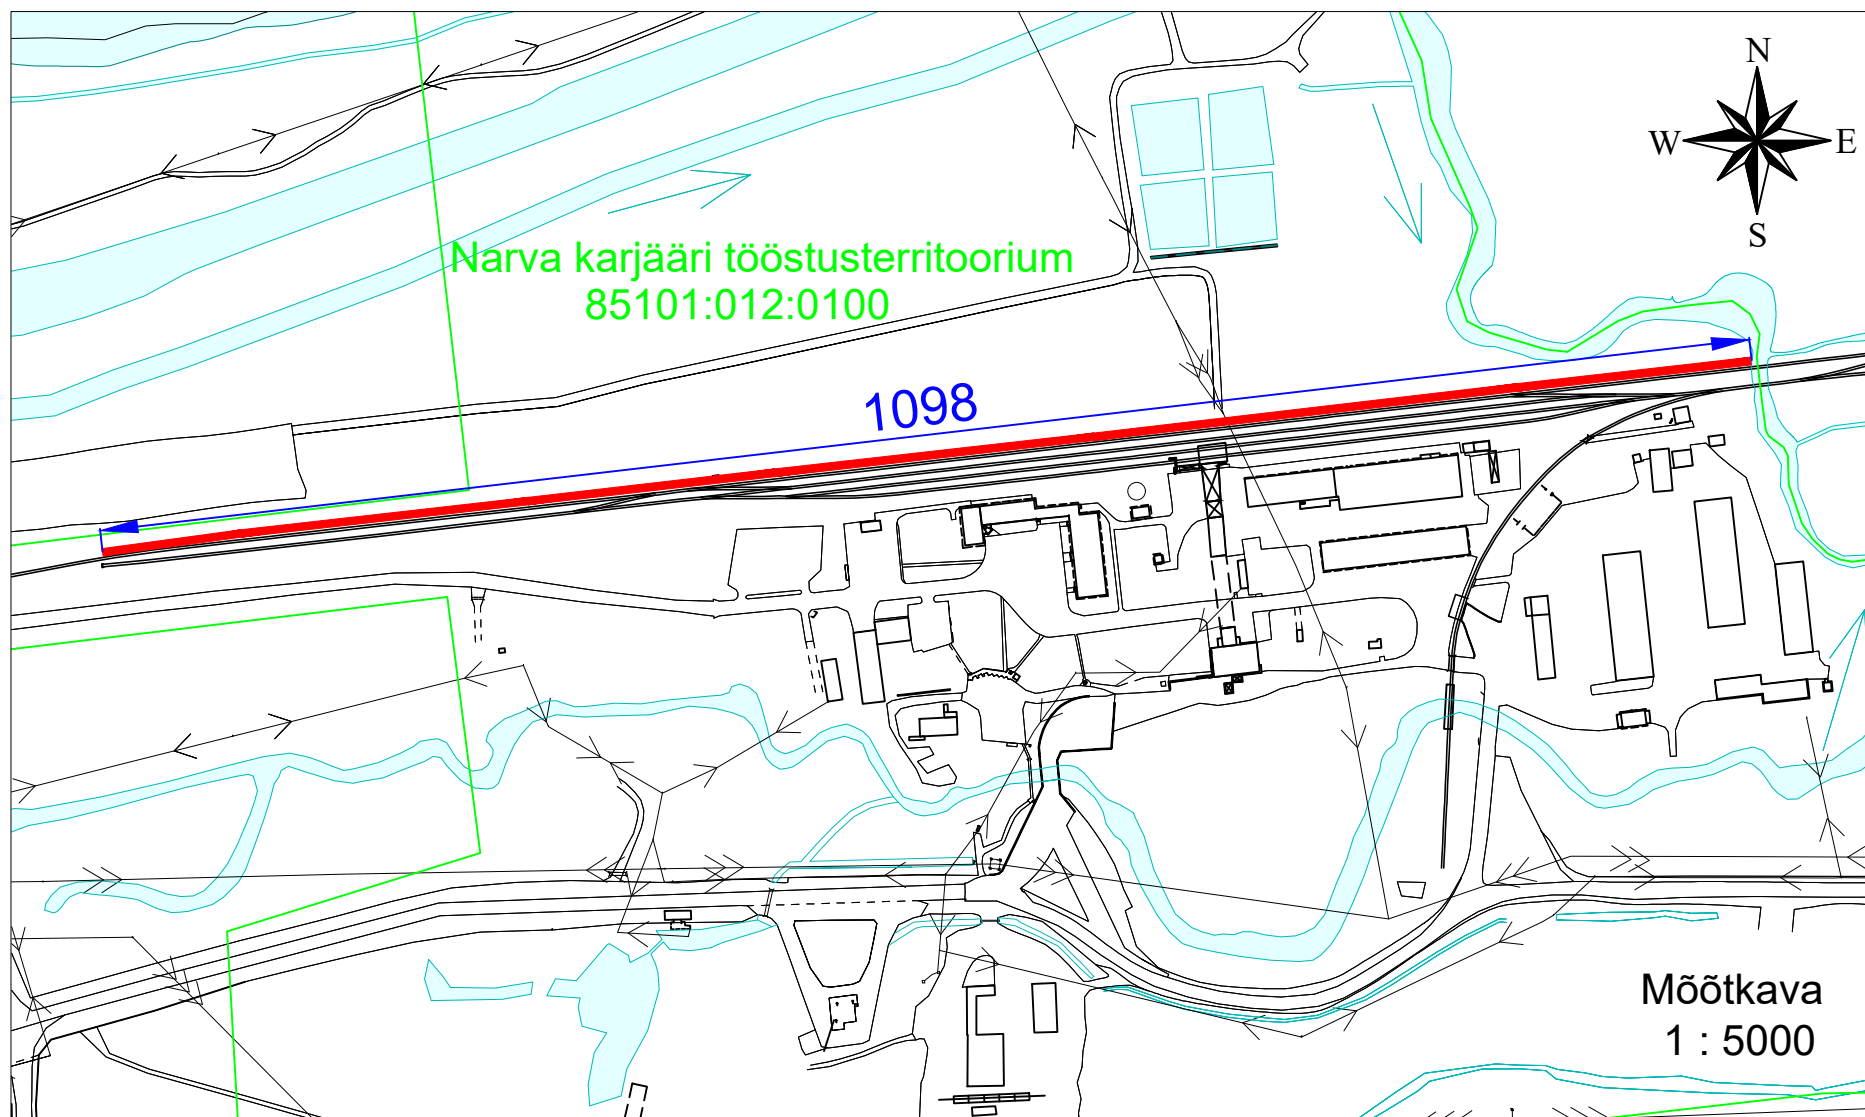 N
W E
S
Narva karjääri tööstusterritoorium
85101:012:0100
1098
Mõõtkava
1 : 5000